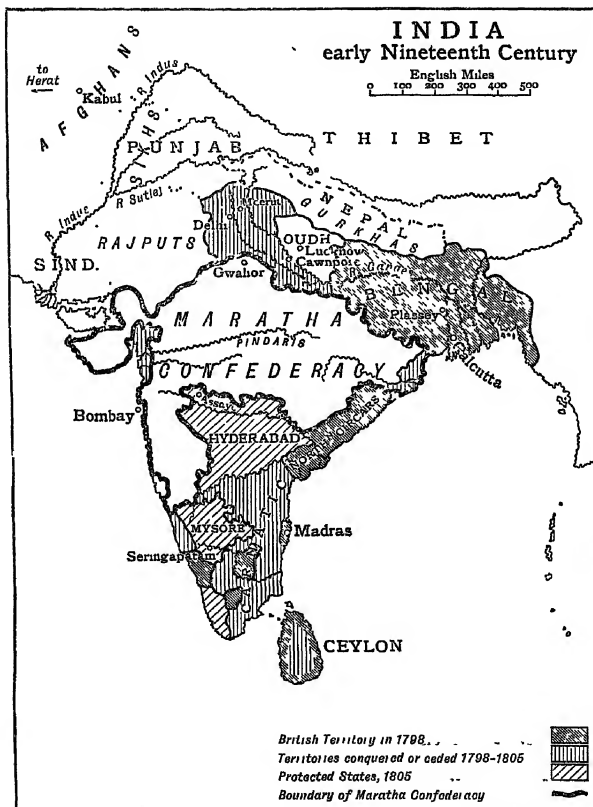 INDIA
early Nineteenth Century
English Miles
0 100 200 300 400 500
to
Herat
Kabul
R Indus
AFGHANS
SIKHS
PUNJAB
THIBET
R Sutlej
R Indus
Meerut
Delhi
NEPAL
GURKHAS
RAJPUTS
OUDH
Lucknow
Cawnpore
SIND.
Gwalior
BENGAL
Plassey
MARATHA
PINDARIS
CONFEDERACY
Calcutta
Bombay
Assaye
HYDERABAD
MYSORE
Madras
Seringapatam
CEYLON
British Territory in 1798
Territories conquered or ceded 1798-1805
Protected States, 1805
Boundary of Maratha Confederacy